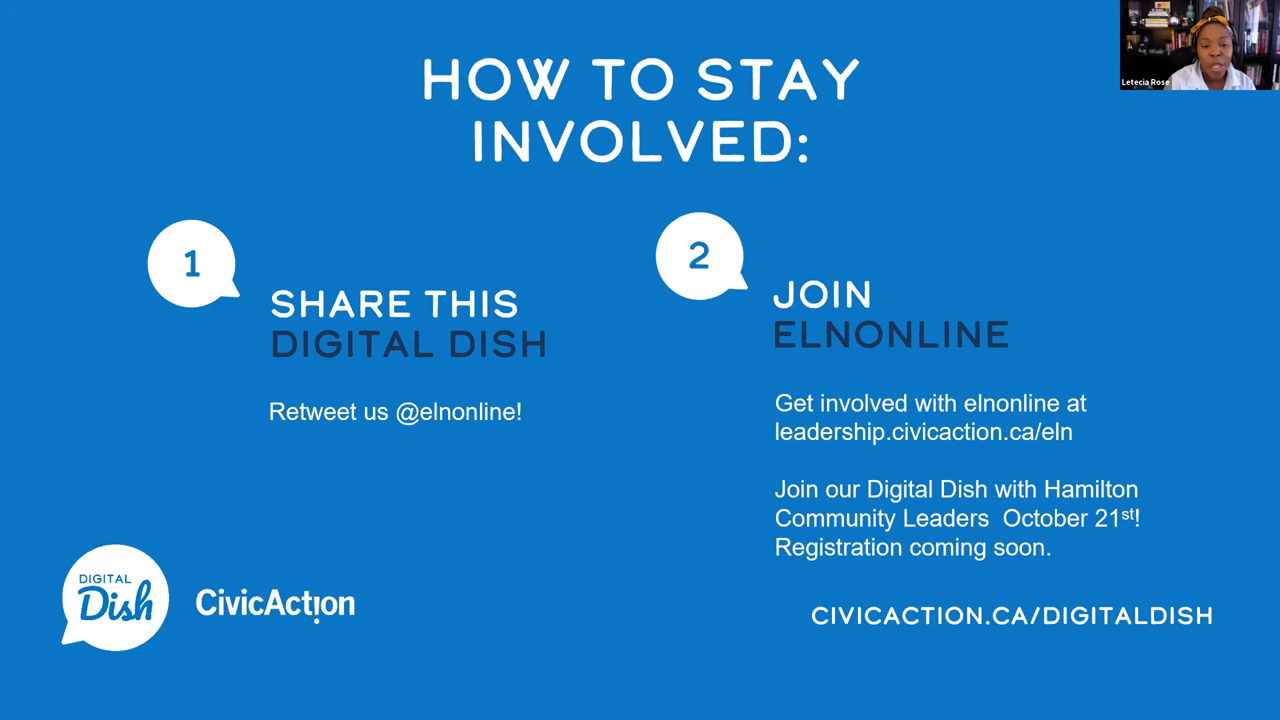 HOW TO STAY
INVOLVED:
Letecia Rose
1
SHARE THIS
DIGITAL DISH
Retweet us @elnonline!
2
JOIN
ELNONLINE
Get involved with elnonline at
leadership.civicaction.ca/eln
Join our Digital Dish with Hamilton
Community Leaders October 21st!
Registration coming soon.
DIGITAL
Dish
CivicAction
CIVICACTION.CA/DIGITALDISH